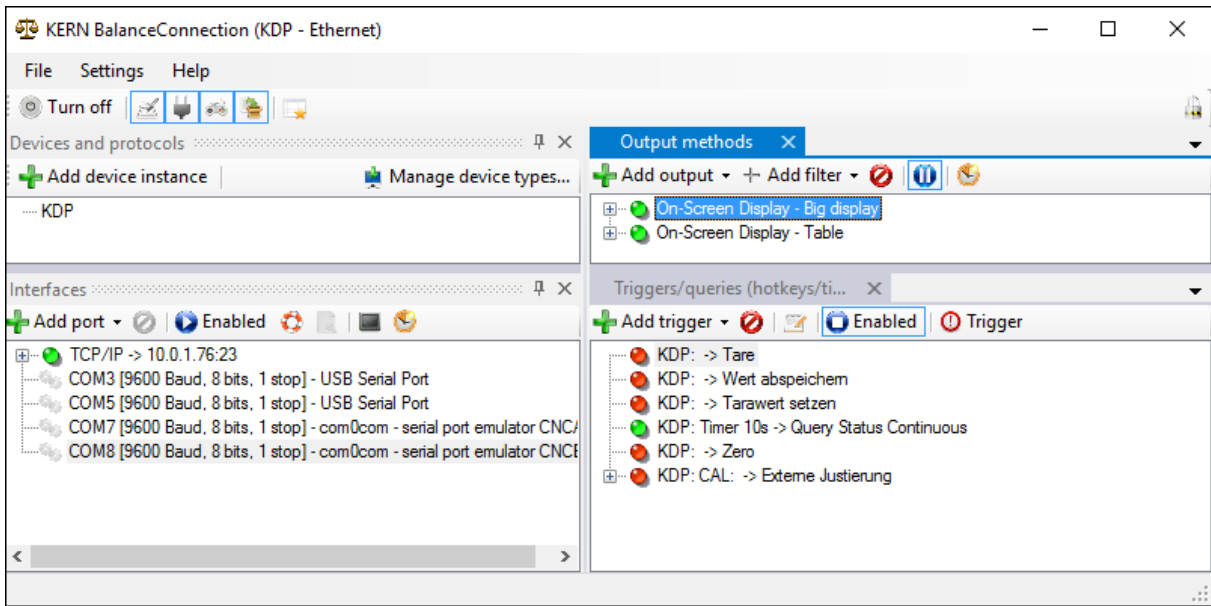 KERN BalanceConnection (KDP - Ethernet)
File Settings Help
Turn off
Devices and protocols
Add device instance Manage device types...
KDP
Output methods
Add output Add filter
On-Screen Display - Big display
On-Screen Display - Table
Interfaces
Add port Enabled
TCP/IP -> 10.0.1.76:23
COM3 [9600 Baud, 8 bits, 1 stop] - USB Serial Port
COM5 [9600 Baud, 8 bits, 1 stop] - USB Serial Port
COM7 [9600 Baud, 8 bits, 1 stop] - com0com - serial port emulator CNCA
COM8 [9600 Baud, 8 bits, 1 stop] - com0com - serial port emulator CNCB
Triggers/queries (hotkeys/ti...
Add trigger Enabled Trigger
KDP: -> Tare
KDP: -> Wert abspeichern
KDP: -> Tarawert setzen
KDP: Timer 10s -> Query Status Continuous
KDP: -> Zero
KDP: CAL: -> Externe Justierung